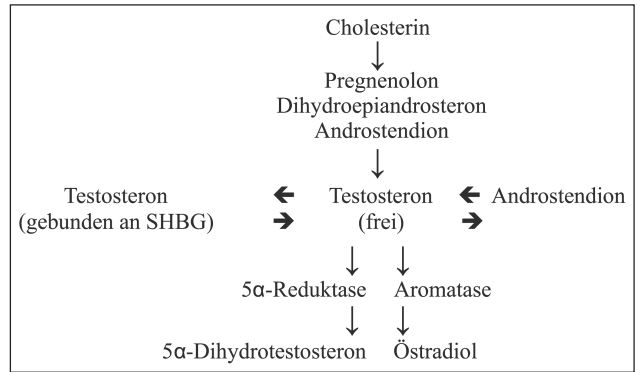 Cholesterin
↓
Pregnenolon
Dihydroepiandrosteron
Androstendion
↓
Testosteron ← Testosteron ← Androstendion
(gebunden an SHBG) → (frei) →
↓ ↓
5α-Reduktase Aromatase
↓ ↓
5α-Dihydrotestosteron Östradiol